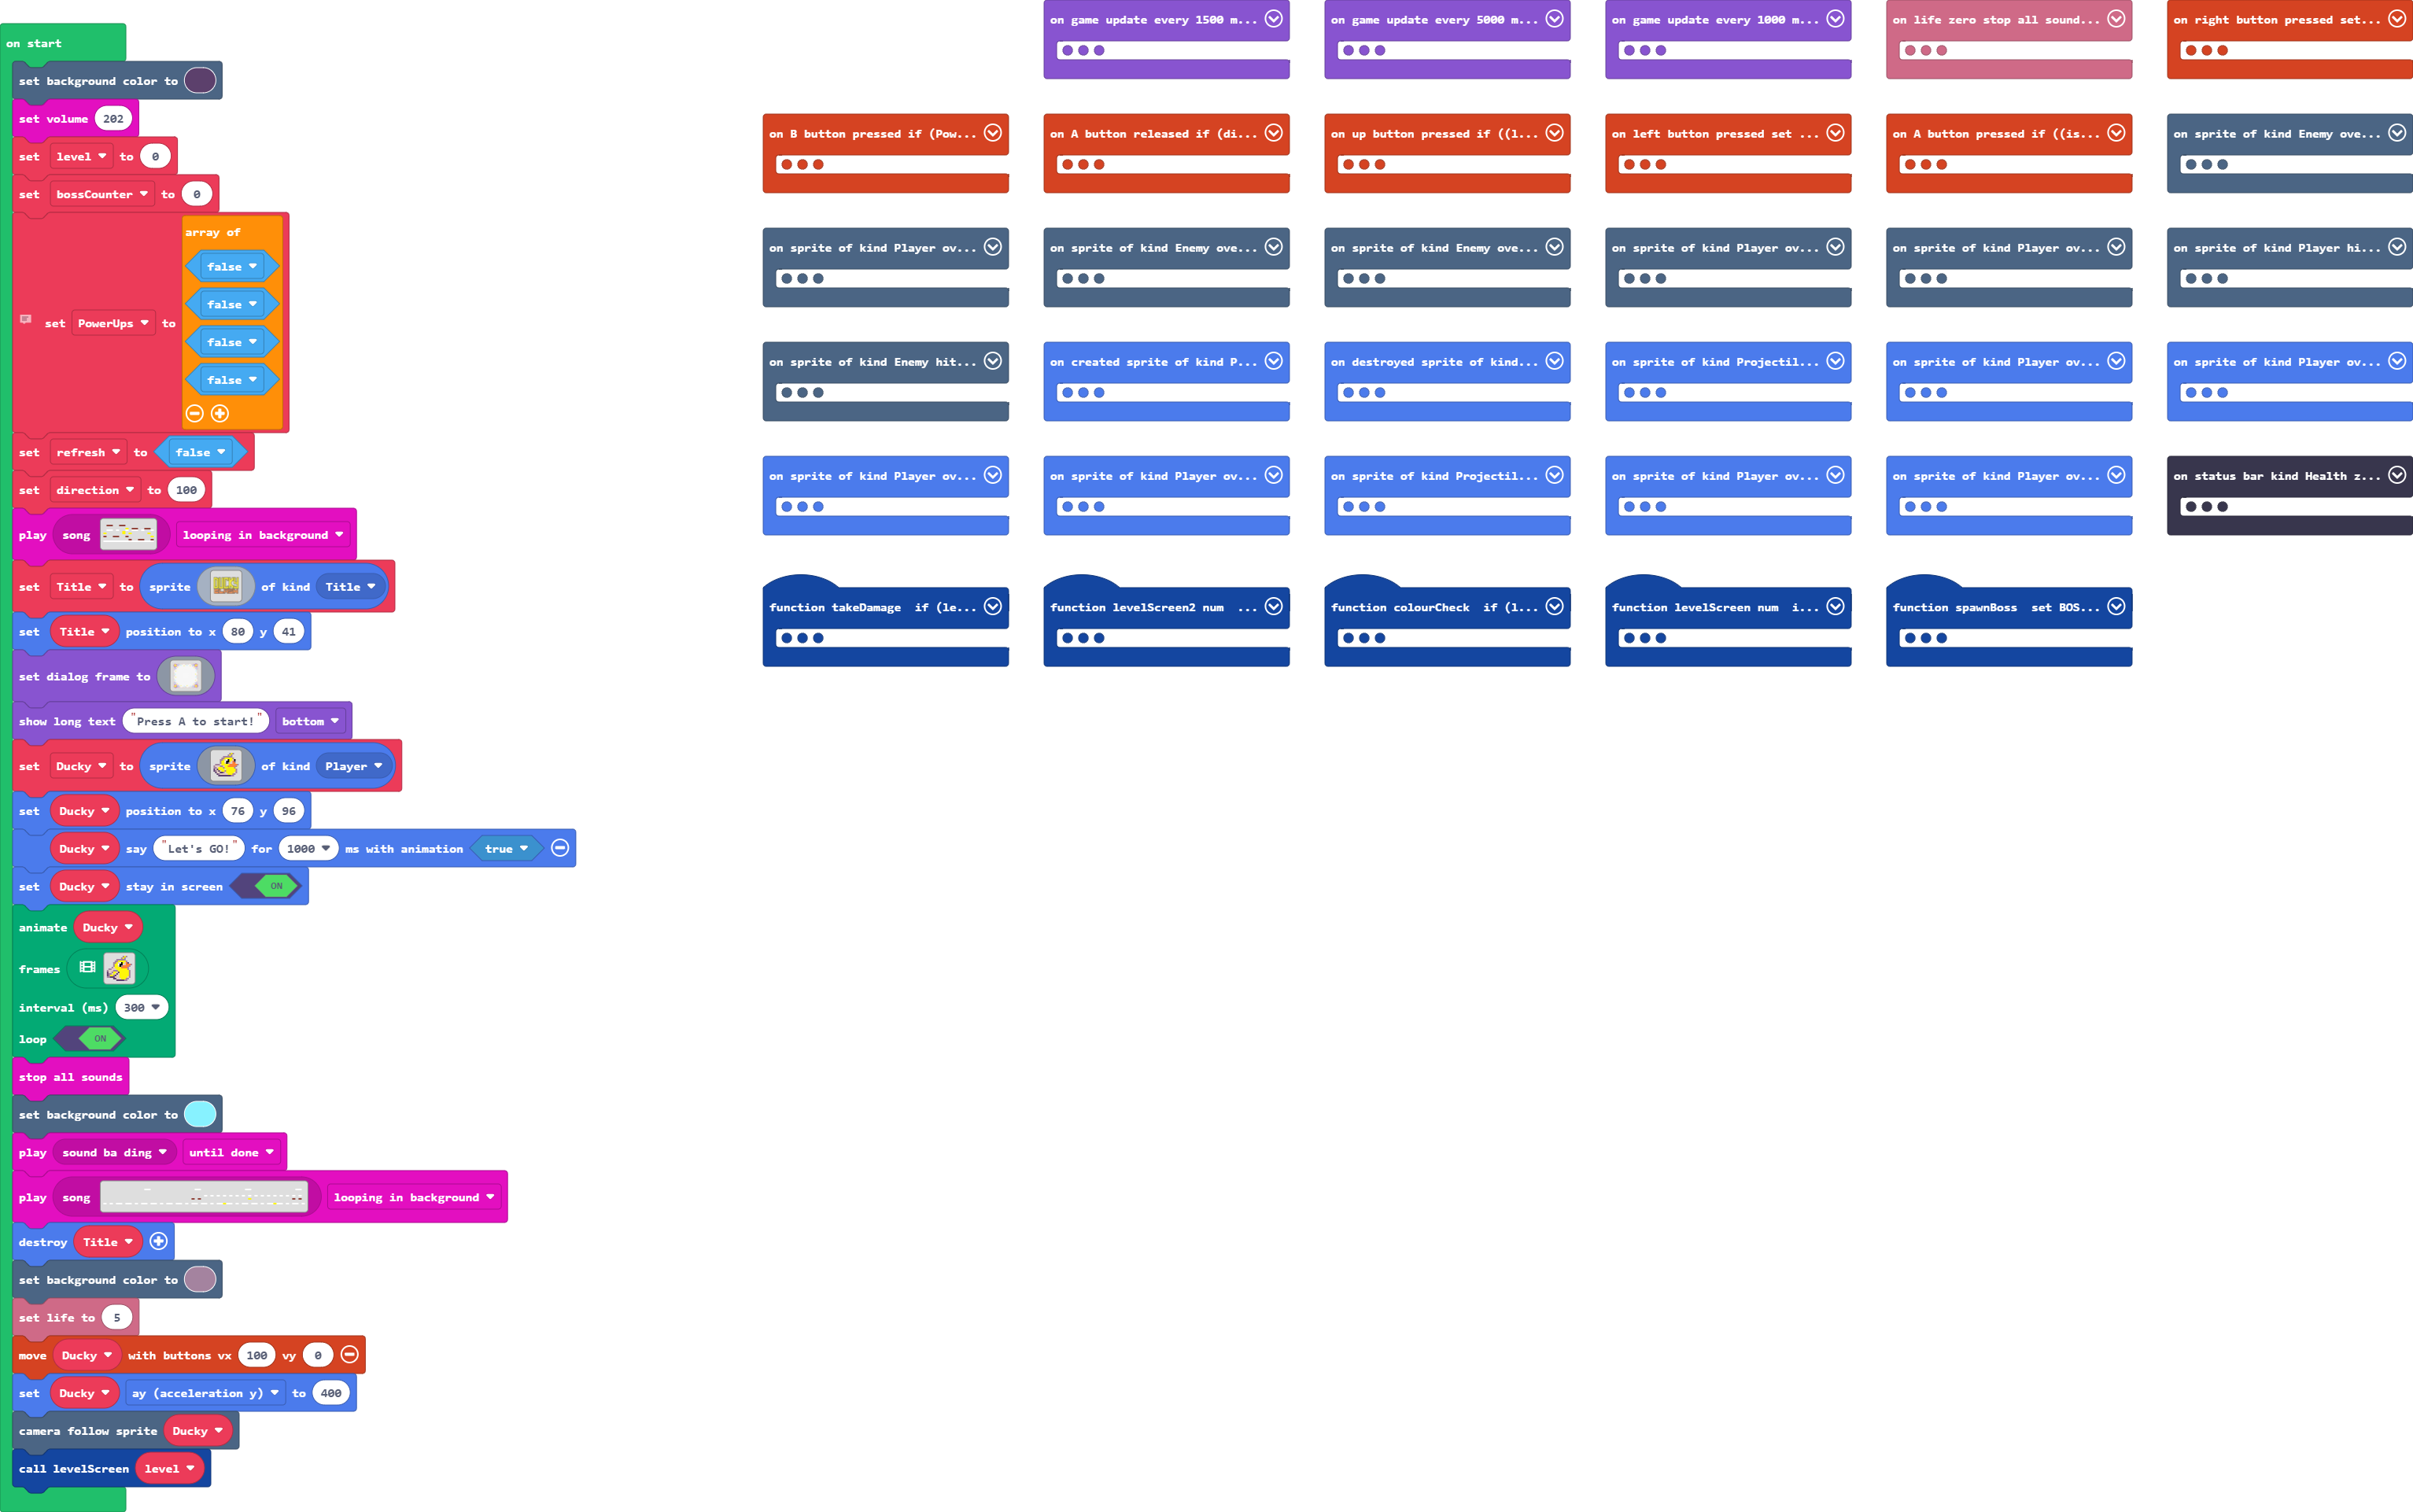 on start
set background color to
set volume 202
set level to 0
set bossCounter to 0
set PowerUps to array of
false
false
false
false
set refresh to false
set direction to 100
play song looping in background
set Title to sprite of kind Title
set Title position to x 80 y 41
set dialog frame to
show long text "Press A to start!" bottom
set Ducky to sprite of kind Player
set Ducky position to x 76 y 96
Ducky say "Let's GO!" for 1000 ms with animation true
set Ducky stay in screen ON
animate Ducky
frames
interval (ms) 300
loop ON
stop all sounds
set background color to
play sound ba ding until done
play song looping in background
destroy Title
set background color to
set life to 5
move Ducky with buttons vx 100 vy 0
set Ducky ay (acceleration y) to 400
camera follow sprite Ducky
call levelScreen level
on game update every 1500 m...
on game update every 5000 m...
on game update every 1000 m...
on life zero stop all sound...
on right button pressed set...
on B button pressed if (Pow...
on A button released if (di...
on up button pressed if ((l...
on left button pressed set ...
on A button pressed if ((is...
on sprite of kind Enemy ove...
on sprite of kind Player ov...
on sprite of kind Enemy ove...
on sprite of kind Enemy ove...
on sprite of kind Player ov...
on sprite of kind Player ov...
on sprite of kind Player hi...
on sprite of kind Enemy hit...
on created sprite of kind P...
on destroyed sprite of kind...
on sprite of kind Projectil...
on sprite of kind Player ov...
on sprite of kind Player ov...
on sprite of kind Player ov...
on sprite of kind Player ov...
on sprite of kind Projectil...
on sprite of kind Player ov...
on sprite of kind Player ov...
on status bar kind Health z...
function takeDamage if (le...
function levelScreen2 num ...
function colourCheck if (l...
function levelScreen num i...
function spawnBoss set BOS...